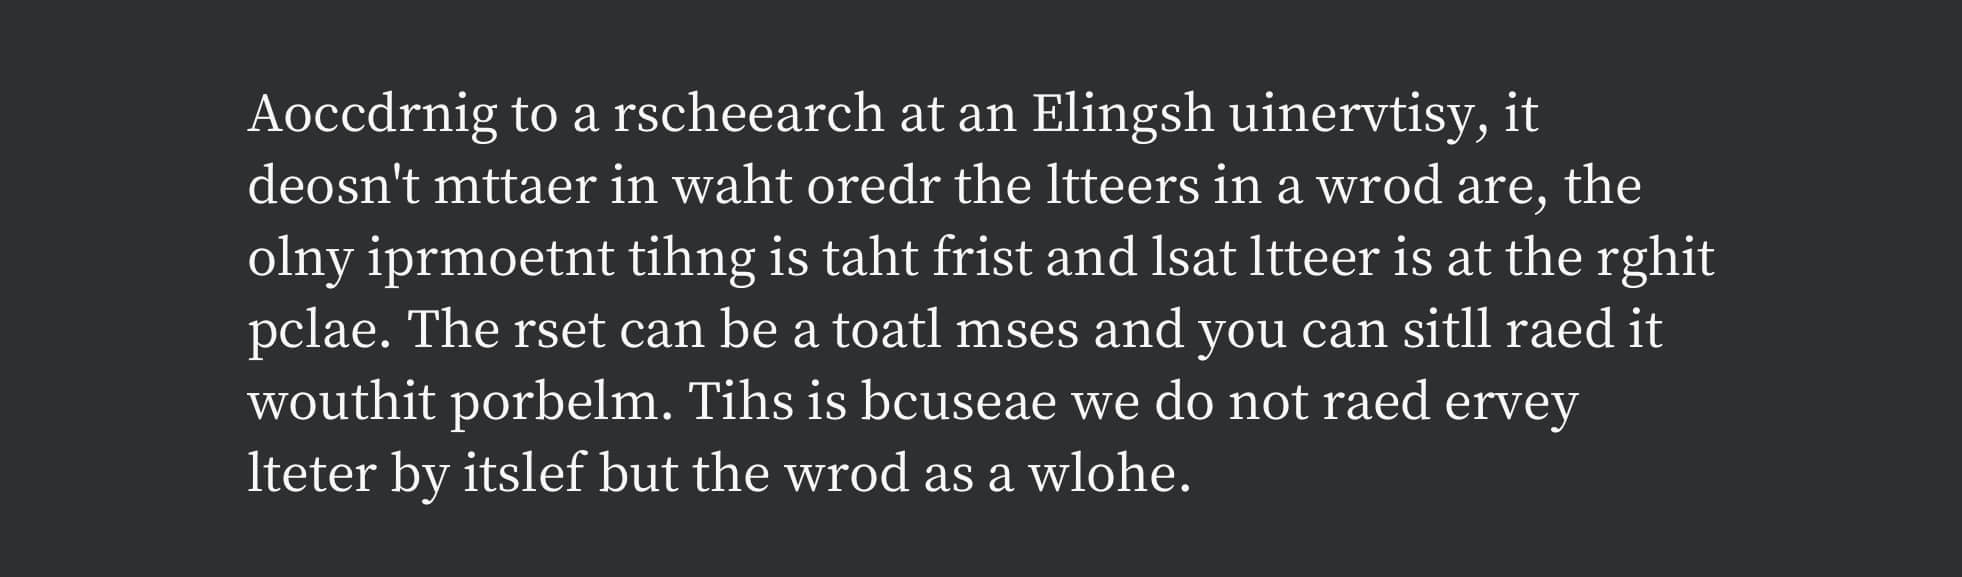 Aoccdrnig to a rscheearch at an Elingsh uinervtisy, it
deosn't mttaer in waht oredr the ltteers in a wrod are, the
olny iprmoetnt tihng is taht frist and lsat ltteer is at the rghit
pclae. The rset can be a toatl mses and you can sitll raed it
wouthit porbelm. Tihs is bcuseae we do not raed ervey
lteter by itslef but the wrod as a wlohe.